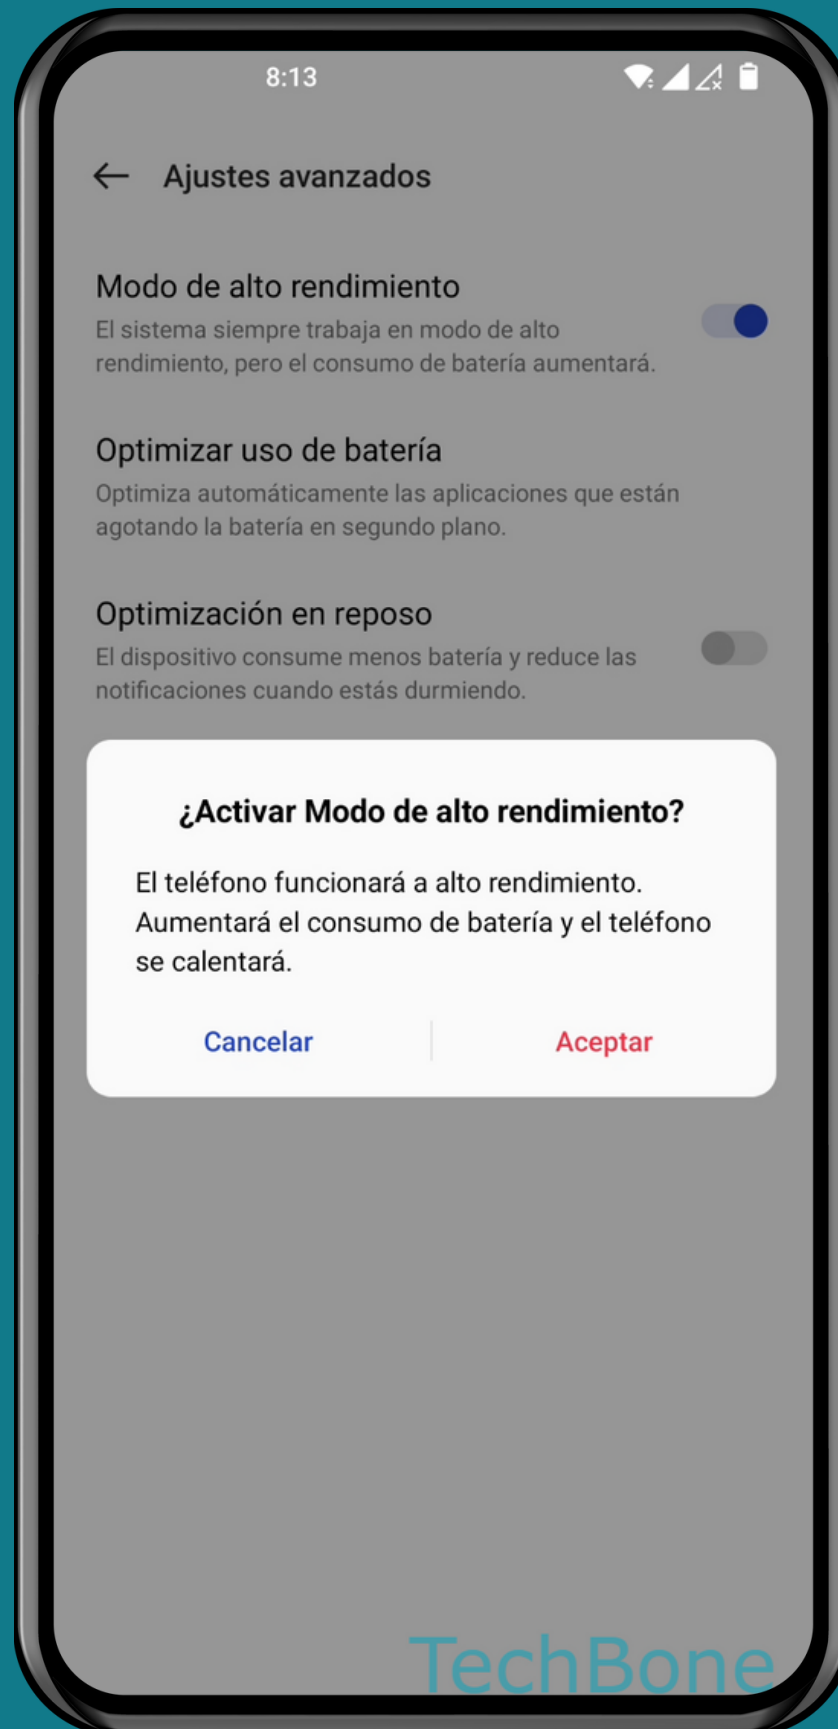 8:13
Ajustes avanzados
Modo de alto rendimiento
El sistema siempre trabaja en modo de alto
rendimiento, pero el consumo de batería aumentará.
Optimizar uso de batería
Optimiza automáticamente las aplicaciones que están
agotando la batería en segundo plano.
Optimización en reposo
El dispositivo consume menos batería y reduce las
notificaciones cuando estás durmiendo.
¿Activar Modo de alto rendimiento?
El teléfono funcionará a alto rendimiento.
Aumentará el consumo de batería y el teléfono
se calentará.
Cancelar
Aceptar
TechBone